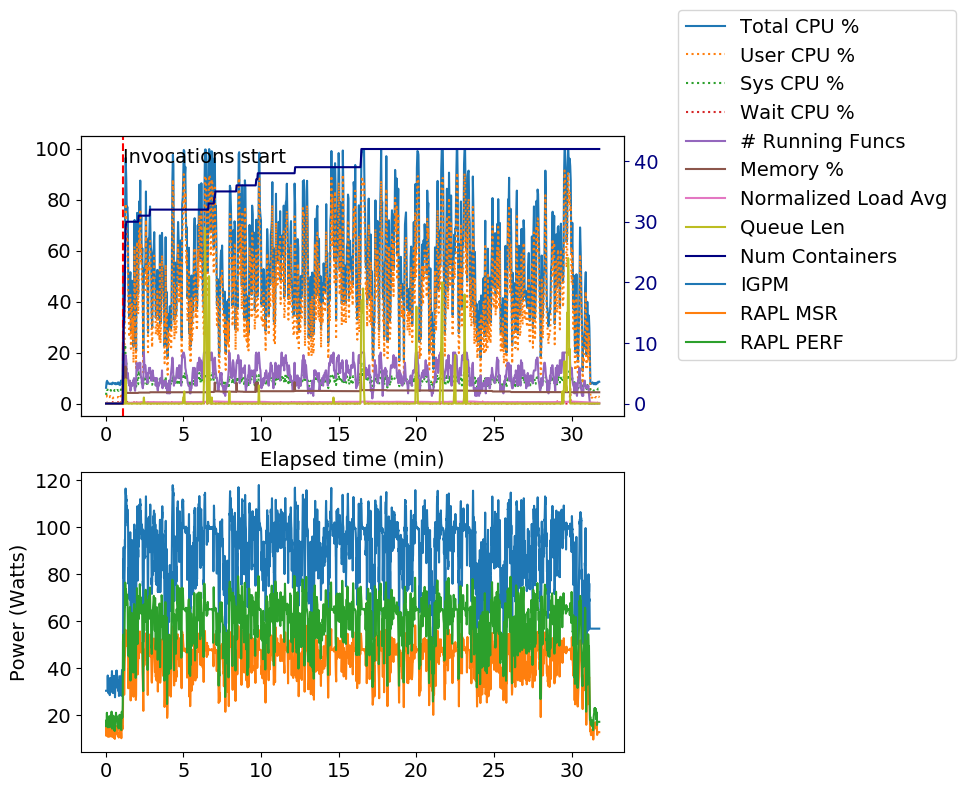 Total CPU %
User CPU %
Sys CPU %
Wait CPU %
# Running Funcs
Memory %
Normalized Load Avg
Queue Len
Num Containers
IGPM
RAPL MSR
RAPL PERF
Invocations start
100
80
60
40
20
0
40
30
20
10
0
0 5 10 15 20 25 30
Elapsed time (min)
Power (Watts)
120
100
80
60
40
20
0 5 10 15 20 25 30